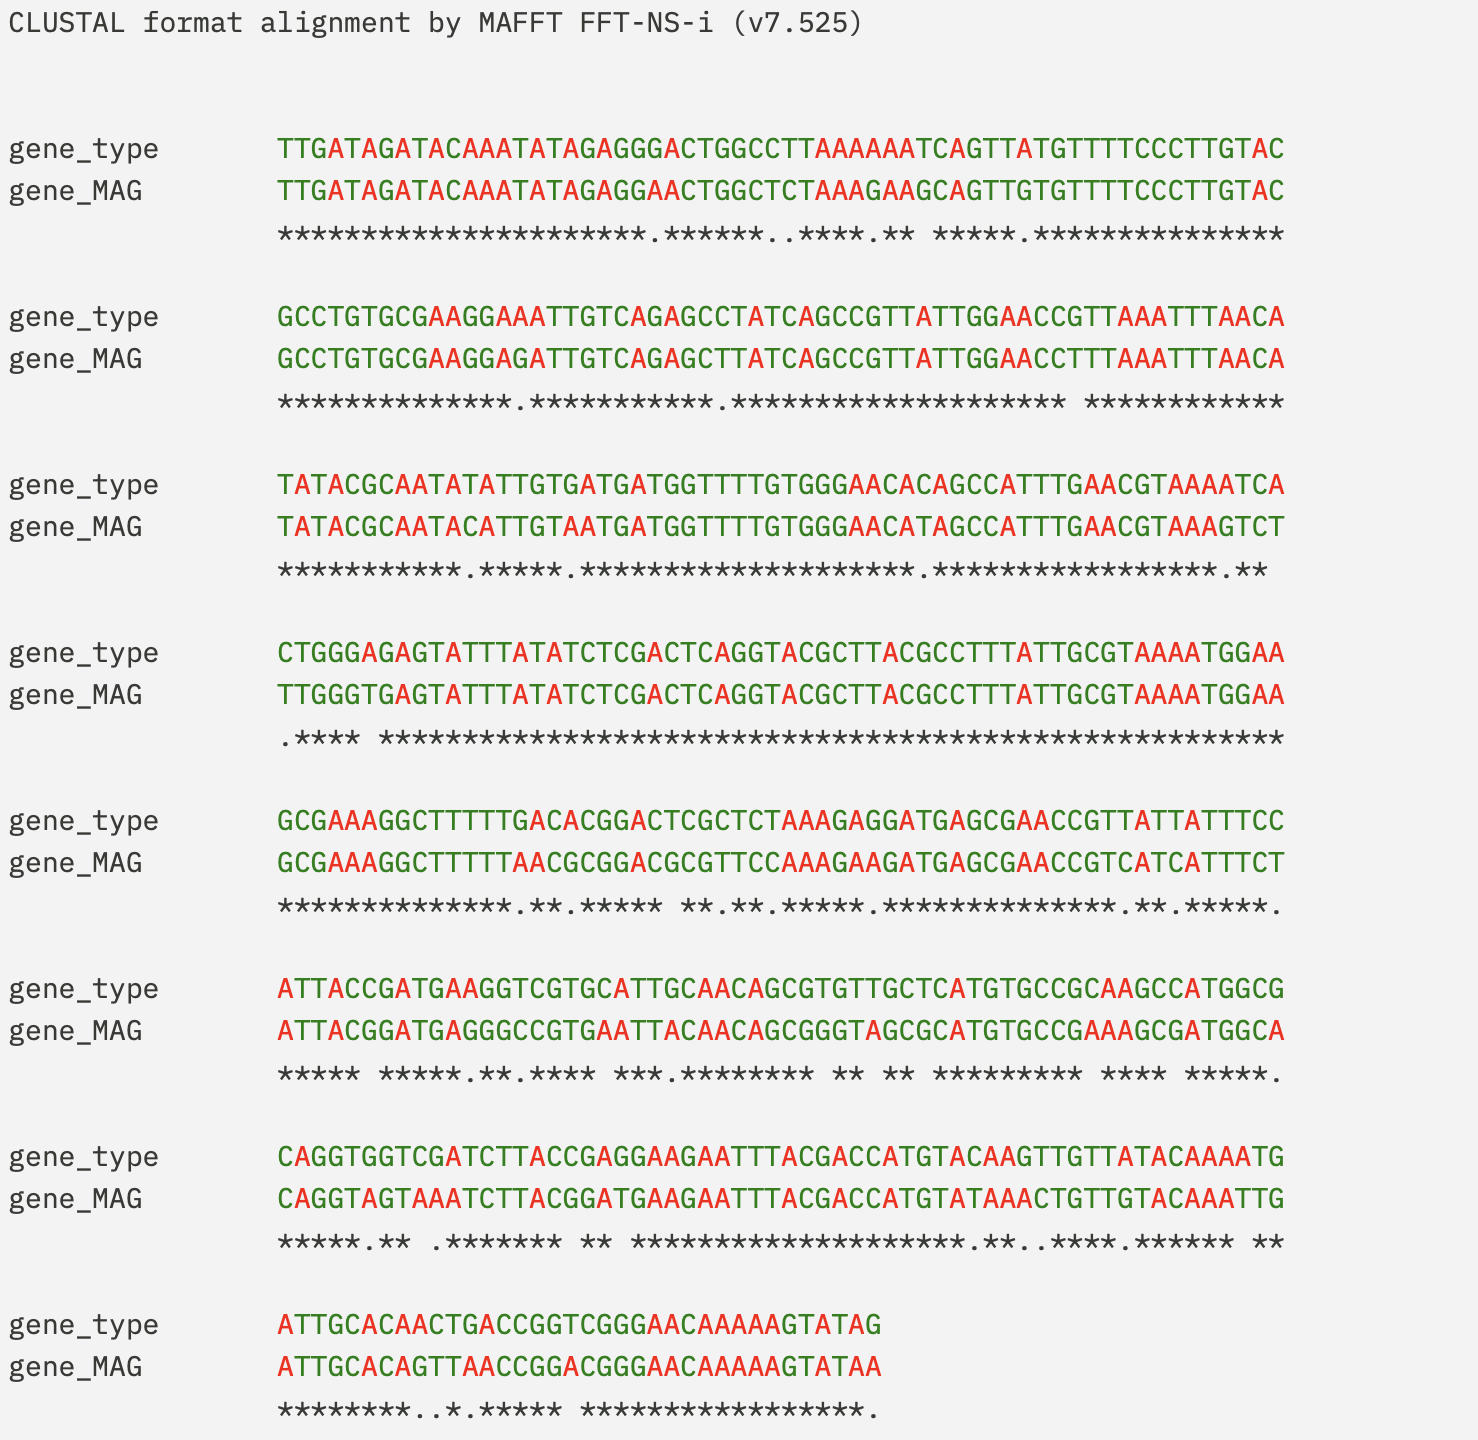 CLUSTAL format alignment by MAFFT FFT-NS-i (v7.525)
gene_type TTGATAGATACAAATATAGAGGGACTGGCCTTAAAAAATCAGTTATGTTTTCCCTTGTAC
gene_MAG TTGATAGATACAAATATAGAGGAACTGGCTCTAAAGAAGCAGTTGTGTTTTCCCTTGTAC
**********************.******..****.** *****.***************
gene_type GCCTGTGCGAAGGAAATTGTCAGAGCCTATCAGCCGTTATTGGAACCGTTAAATTTAACA
gene_MAG GCCTGTGCGAAGGAGATTGTCAGAGCTTATCAGCCGTTATTGGAACCTTTAAATTTAACA
**************.***********.******************** ************
gene_type TATACGCAATATATTGTGATGATGGTTTTGTGGGAACACAGCCATTTGAACGTAAAATCA
gene_MAG TATACGCAATACATTGTAATGATGGTTTTGTGGGAACATAGCCATTTGAACGTAAAGTCT
***********.*****.********************.*****************.**
gene_type CTGGGAGAGTATTTATATCTCGACTCAGGTACGCTTACGCCTTTATTGCGTAAAATGGAA
gene_MAG TTGGGTGAGTATTTATATCTCGACTCAGGTACGCTTACGCCTTTATTGCGTAAAATGGAA
.**** ******************************************************
gene_type GCGAAAGGCTTTTTGACACGGACTCGCTCTAAAGAGGATGAGCGAACCGTTATTATTTCC
gene_MAG GCGAAAGGCTTTTTAACGCGGACGCGTTCCAAAGAAGATGAGCGAACCGTCATCATTTCT
**************.**.***** **.**.*****.**************.**.*****.
gene_type ATTACCGATGAAGGTCGTGCATTGCAACAGCGTGTTGCTCATGTGCCGCAAGCCATGGCG
gene_MAG ATTACGGATGAGGGCCGTGAATTACAACAGCGGGTAGCGCATGTGCCGAAAGCGATGGCA
***** *****.**.**** ***.******** ** ** ********* **** *****.
gene_type CAGGTGGTCGATCTTACCGAGGAAGAATTTACGACCATGTACAAGTTGTTATACAAAATG
gene_MAG CAGGTAGTAAATCTTACGGATGAAGAATTTACGACCATGTATAAACTGTTGTACAAATTG
*****.** .******* ** ********************.**..****.****** **
gene_type ATTGCACAACTGACCGGTCGGGAACAAAAAGTATAG
gene_MAG ATTGCACAGTTAACCGGACGGGAACAAAAAGTATAA
********..*.***** *****************.